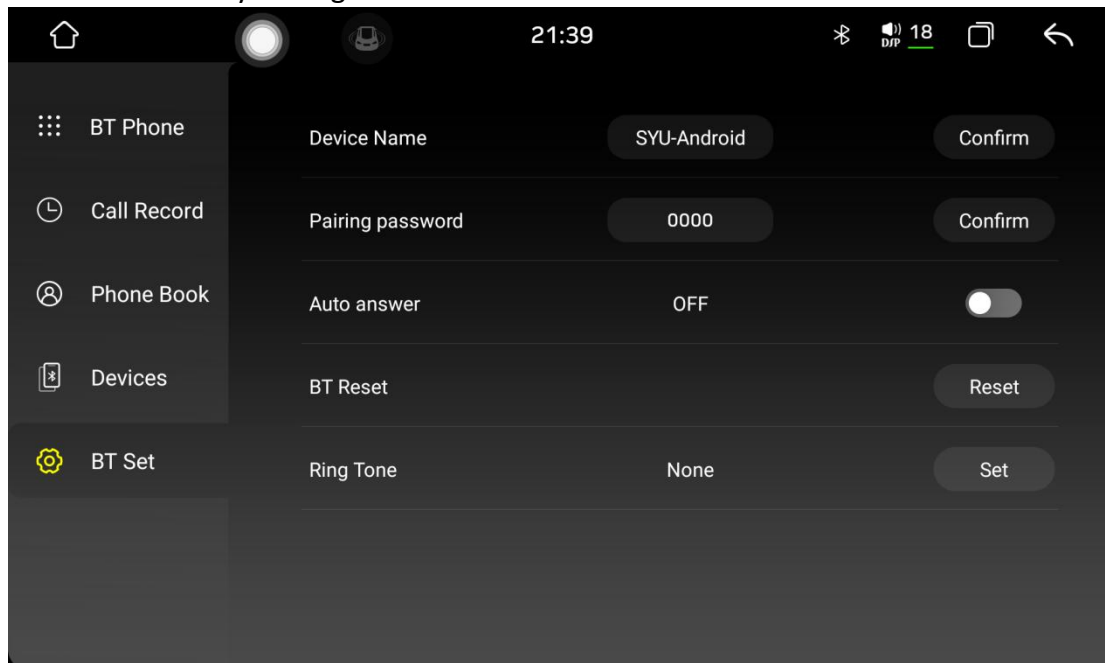 21:39
DSP 18
BT Phone
Device Name SYU-Android Confirm
Call Record
Pairing password 0000 Confirm
Phone Book
Auto answer OFF
Devices
BT Reset Reset
BT Set
Ring Tone None Set